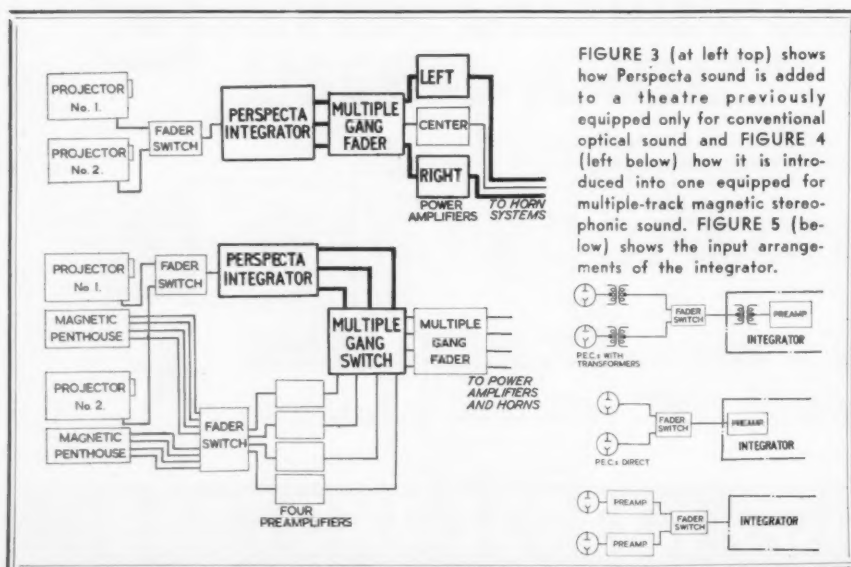 PROJECTOR
No. 1.
PROJECTOR
No. 2.
FADER
SWITCH
PERSPECTA
INTEGRATOR
MULTIPLE
GANG
FADER
LEFT
CENTER
RIGHT
POWER
AMPLIFIERS
TO HORN
SYSTEMS
FIGURE 3 (at left top) shows
how Perspecta sound is added
to a theatre previously
equipped only for conventional
optical sound and FIGURE 4
(left below) how it is intro-
duced into one equipped for
multiple-track magnetic stereo-
phonic sound. FIGURE 5 (be-
low) shows the input arrange-
ments of the integrator.
PROJECTOR
No. 1.
MAGNETIC
PENTHOUSE
PROJECTOR
No. 2.
MAGNETIC
PENTHOUSE
FADER
SWITCH
PERSPECTA
INTEGRATOR
FADER
SWITCH
FOUR
PREAMPLIFIERS
MULTIPLE
GANG
SWITCH
MULTIPLE
GANG
FADER
TO POWER
AMPLIFIERS
AND HORNS
P.E.C.s WITH
TRANSFORMERS
FADER
SWITCH
PREAMP
INTEGRATOR
P.E.C.s DIRECT
FADER
SWITCH
PREAMP
INTEGRATOR
PREAMP
PREAMP
FADER
SWITCH
INTEGRATOR